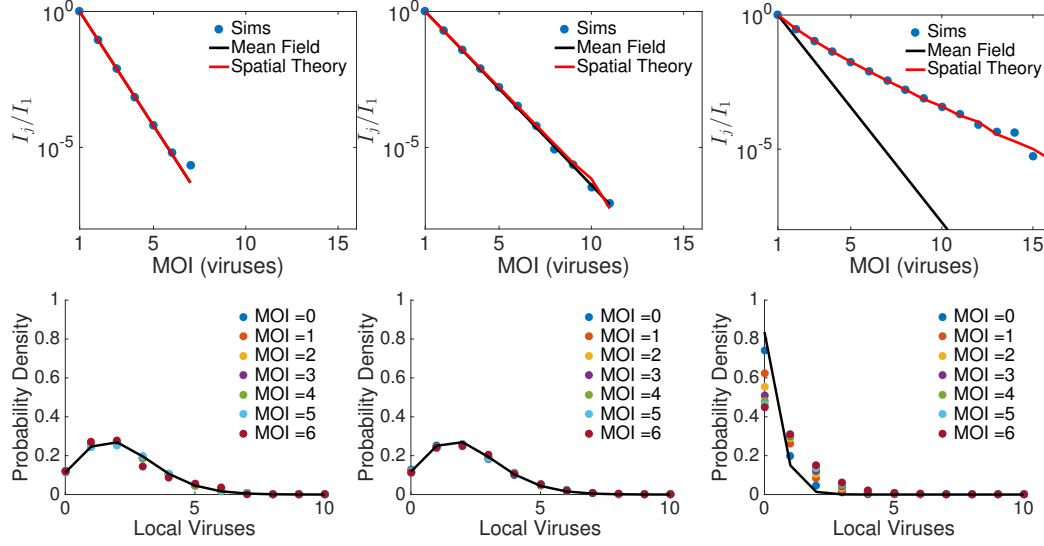 10^0
10^-5
I_j/I_1
Sims
Mean Field
Spatial Theory
1 5 10 15
MOI (viruses)
10^0
10^-5
I_j/I_1
Sims
Mean Field
Spatial Theory
1 5 10 15
MOI (viruses)
10^0
10^-5
I_j/I_1
Sims
Mean Field
Spatial Theory
1 5 10 15
MOI (viruses)
1
0.8
0.6
0.4
0.2
0
Probability Density
MOI =0
MOI =1
MOI =2
MOI =3
MOI =4
MOI =5
MOI =6
0 5 10
Local Viruses
1
0.8
0.6
0.4
0.2
0
Probability Density
MOI =0
MOI =1
MOI =2
MOI =3
MOI =4
MOI =5
MOI =6
0 5 10
Local Viruses
1
0.8
0.6
0.4
0.2
0
Probability Density
MOI =0
MOI =1
MOI =2
MOI =3
MOI =4
MOI =5
MOI =6
0 5 10
Local Viruses